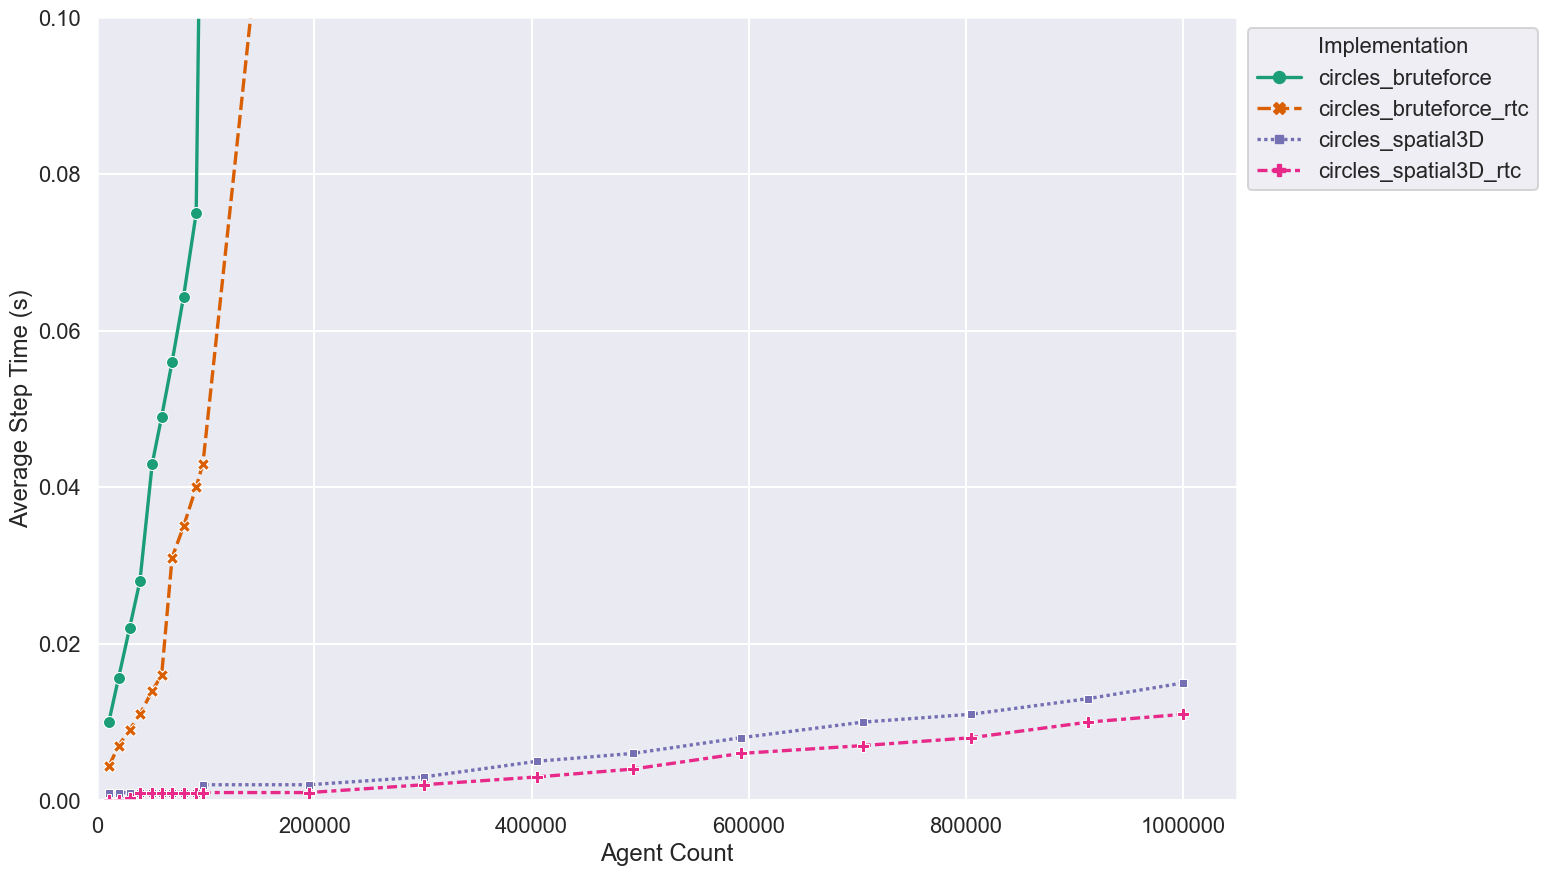 0.10
0.08
0.06
0.04
0.02
0.00
Average Step Time (s)
0
200000
400000
600000
800000
1000000
Agent Count
Implementation
circles_bruteforce
circles_bruteforce_rtc
circles_spatial3D
circles_spatial3D_rtc